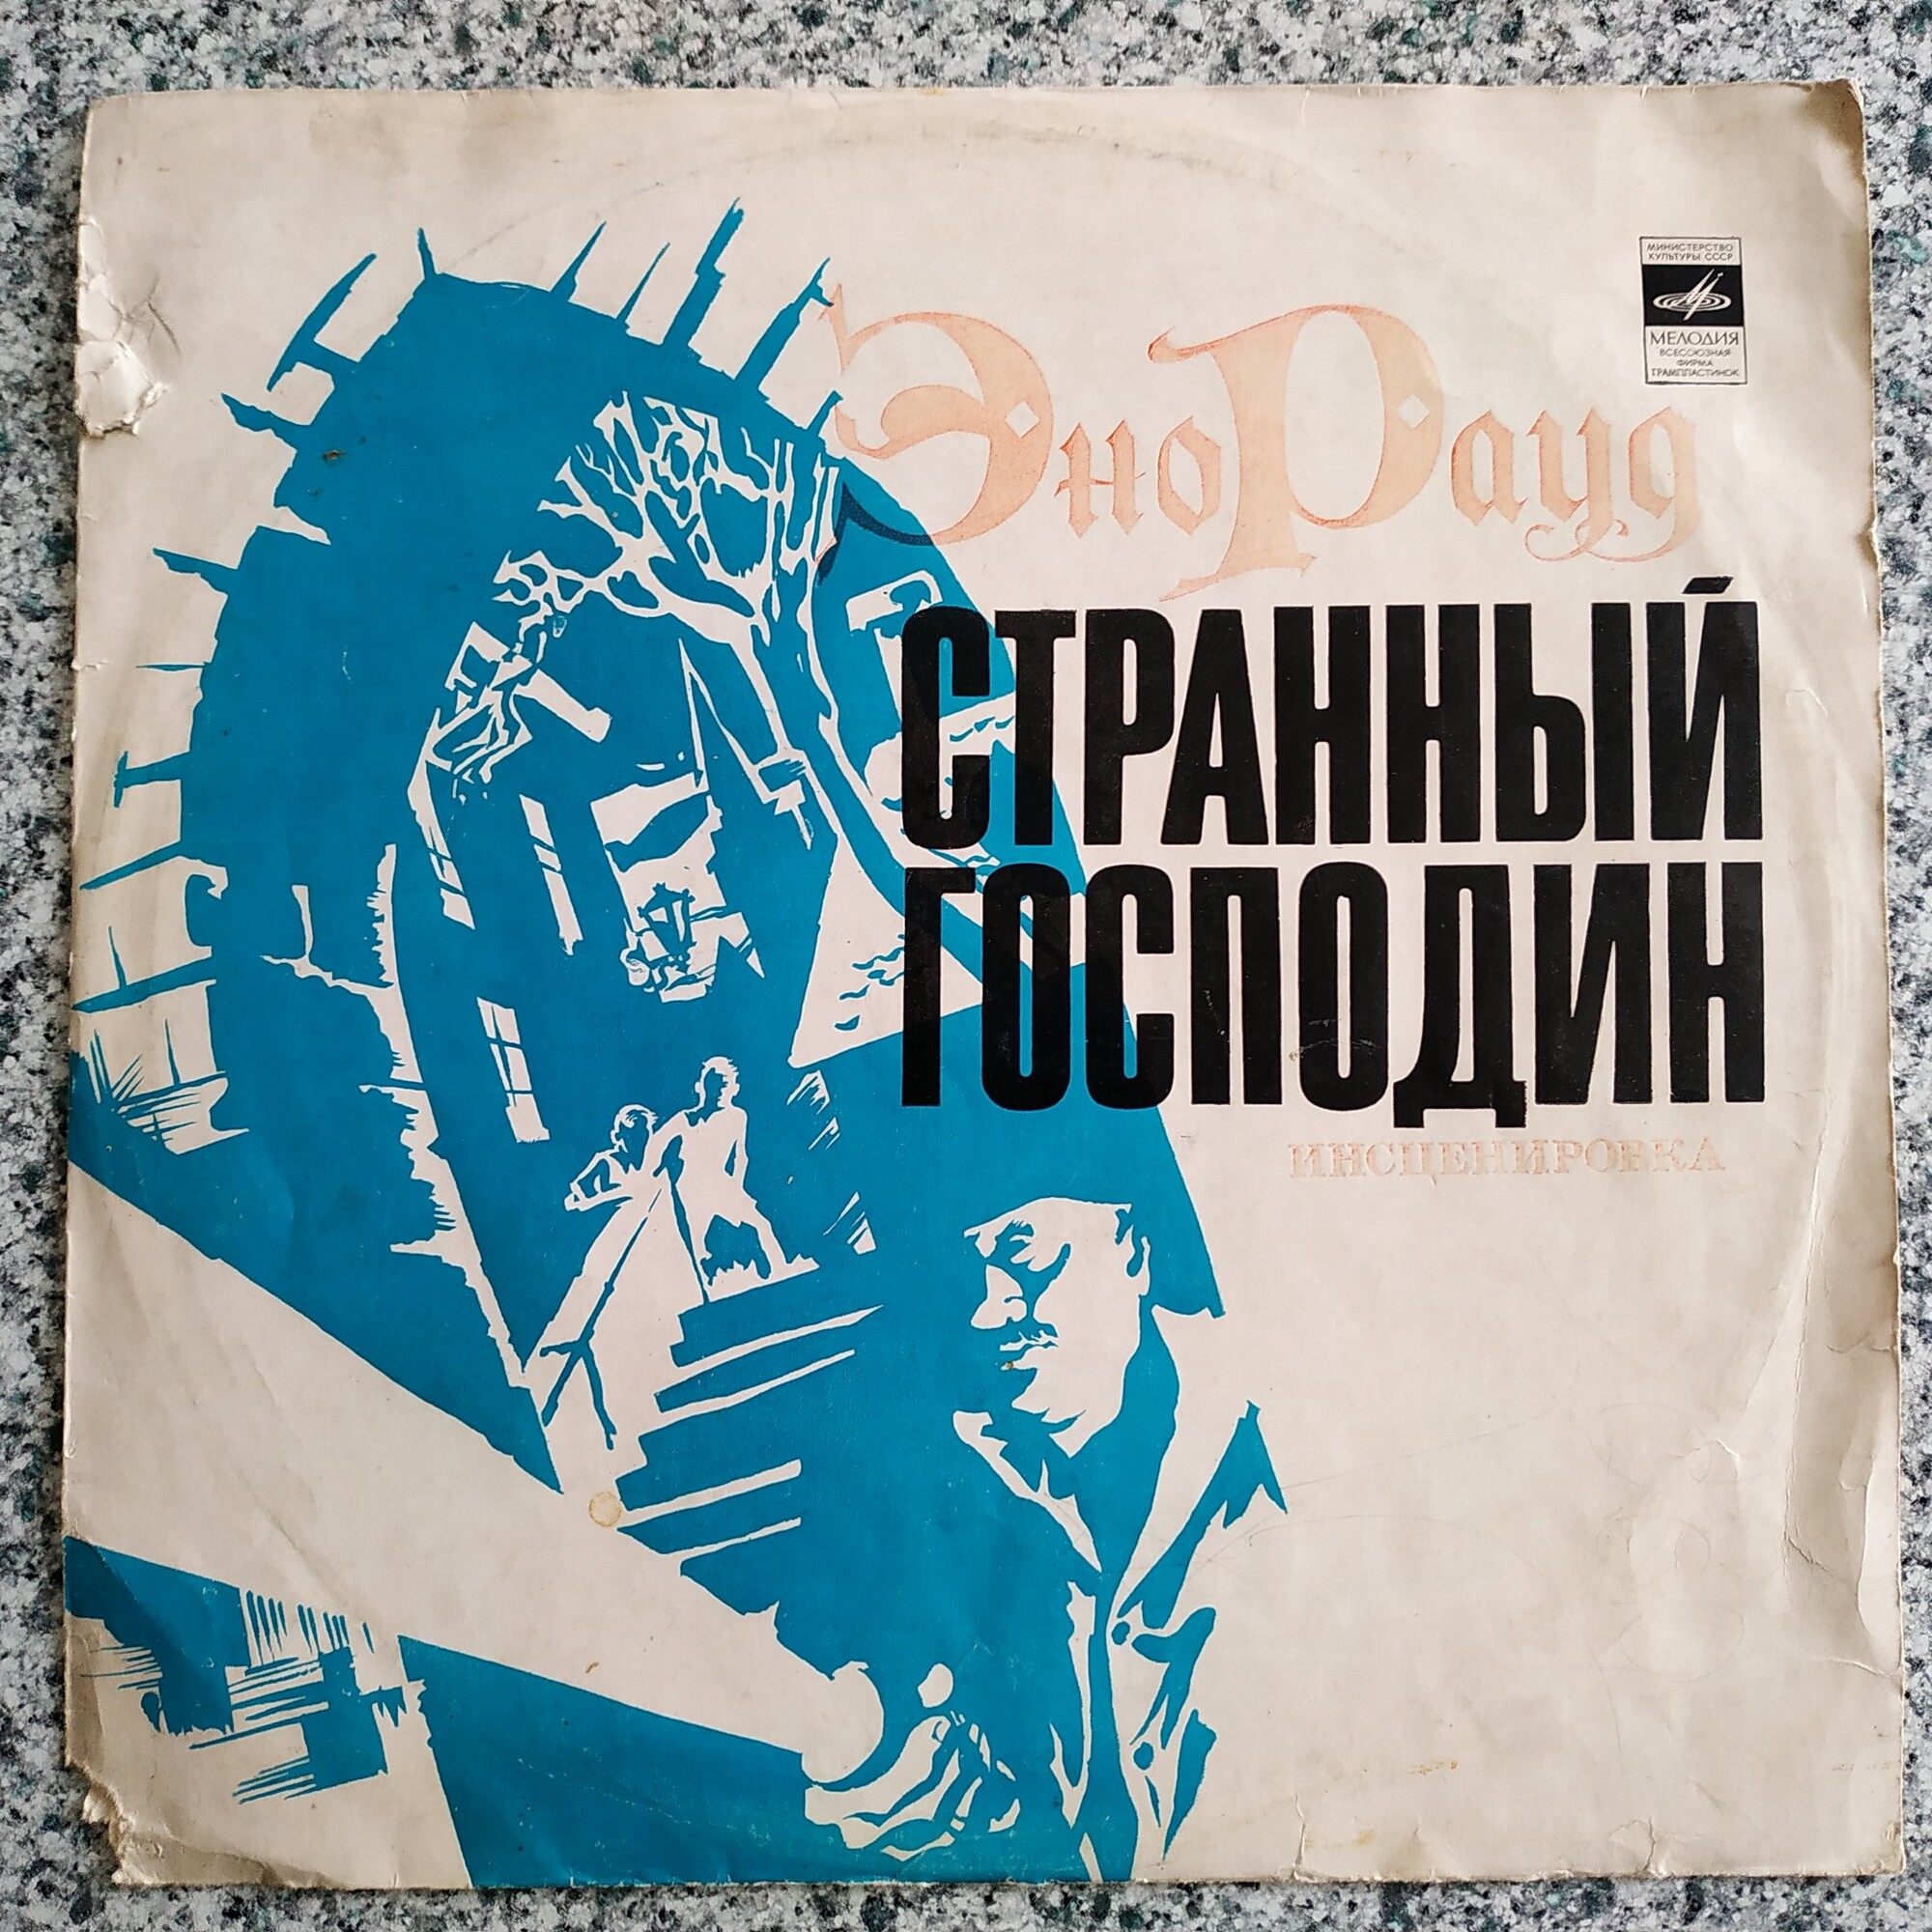 МИНИСТЕРСТВО
КУЛЬТУРЫ СССР
МЕЛОДИЯ
ВСЕСОЮЗНАЯ
ФИРМА
ГРАМПЛАСТИНОК
Эно Рауд
СТРАННЫЙ
ГОСПОДИН
ИНСЦЕНИРОВКА